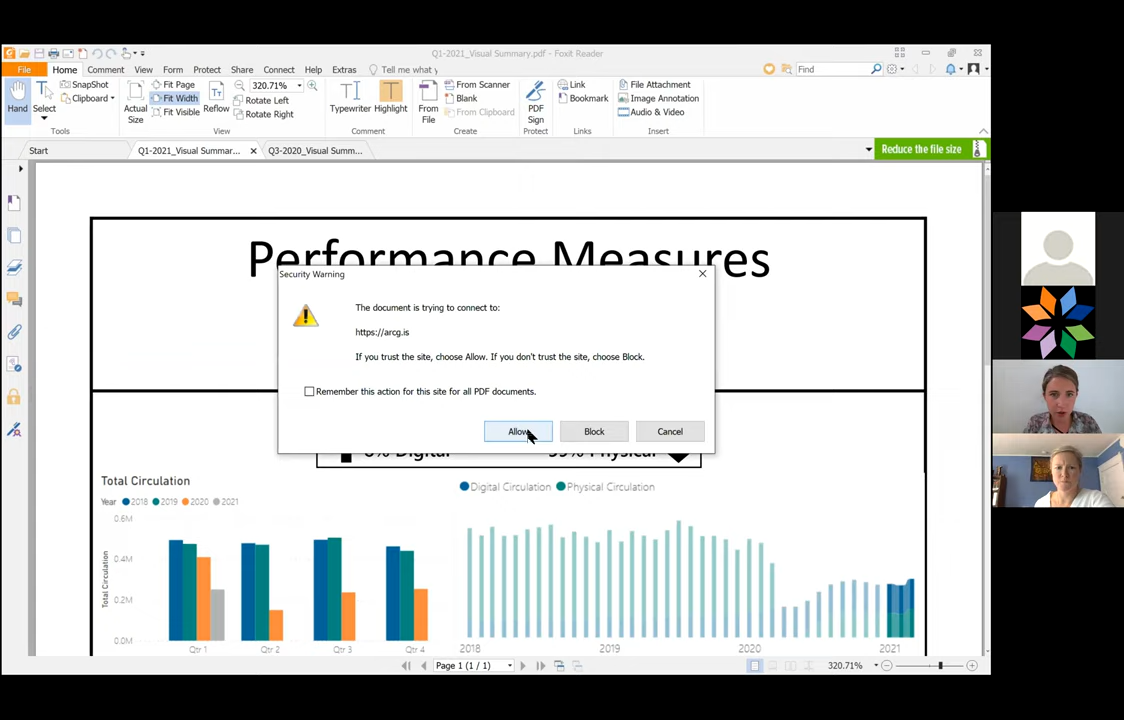 Q1-2021_Visual Summary.pdf - Foxit Reader
File Home Comment View Form Protect Share Connect Help Extras Tell me what y Find
SnapShot
Clipboard
Hand Select
Tools
Actual Size
Fit Page
Fit Width
Fit Visible
Reflow
320.71%
Rotate Left
Rotate Right
View
Typewriter Highlight
Comment
From File
From Scanner
Blank
From Clipboard
Create
PDF Sign
Protect
Link
Bookmark
Links
File Attachment
Image Annotation
Audio & Video
Insert
Start Q1-2021_Visual Summar... Q3-2020_Visual Summ... Reduce the file size
Performance Measures
Security Warning
The document is trying to connect to:
https://arcg.is
If you trust the site, choose Allow. If you don't trust the site, choose Block.
Remember this action for this site for all PDF documents.
Allow Block Cancel
Digital Physical
Total Circulation
Year 2018 2019 2020 2021
Digital Circulation Physical Circulation
0.6M
0.4M
0.2M
0.0M
Total Circulation
Qtr 1 Qtr 2 Qtr 3 Qtr 4
2018 2019 2020 2021
Page 1 (1 / 1)
320.71%